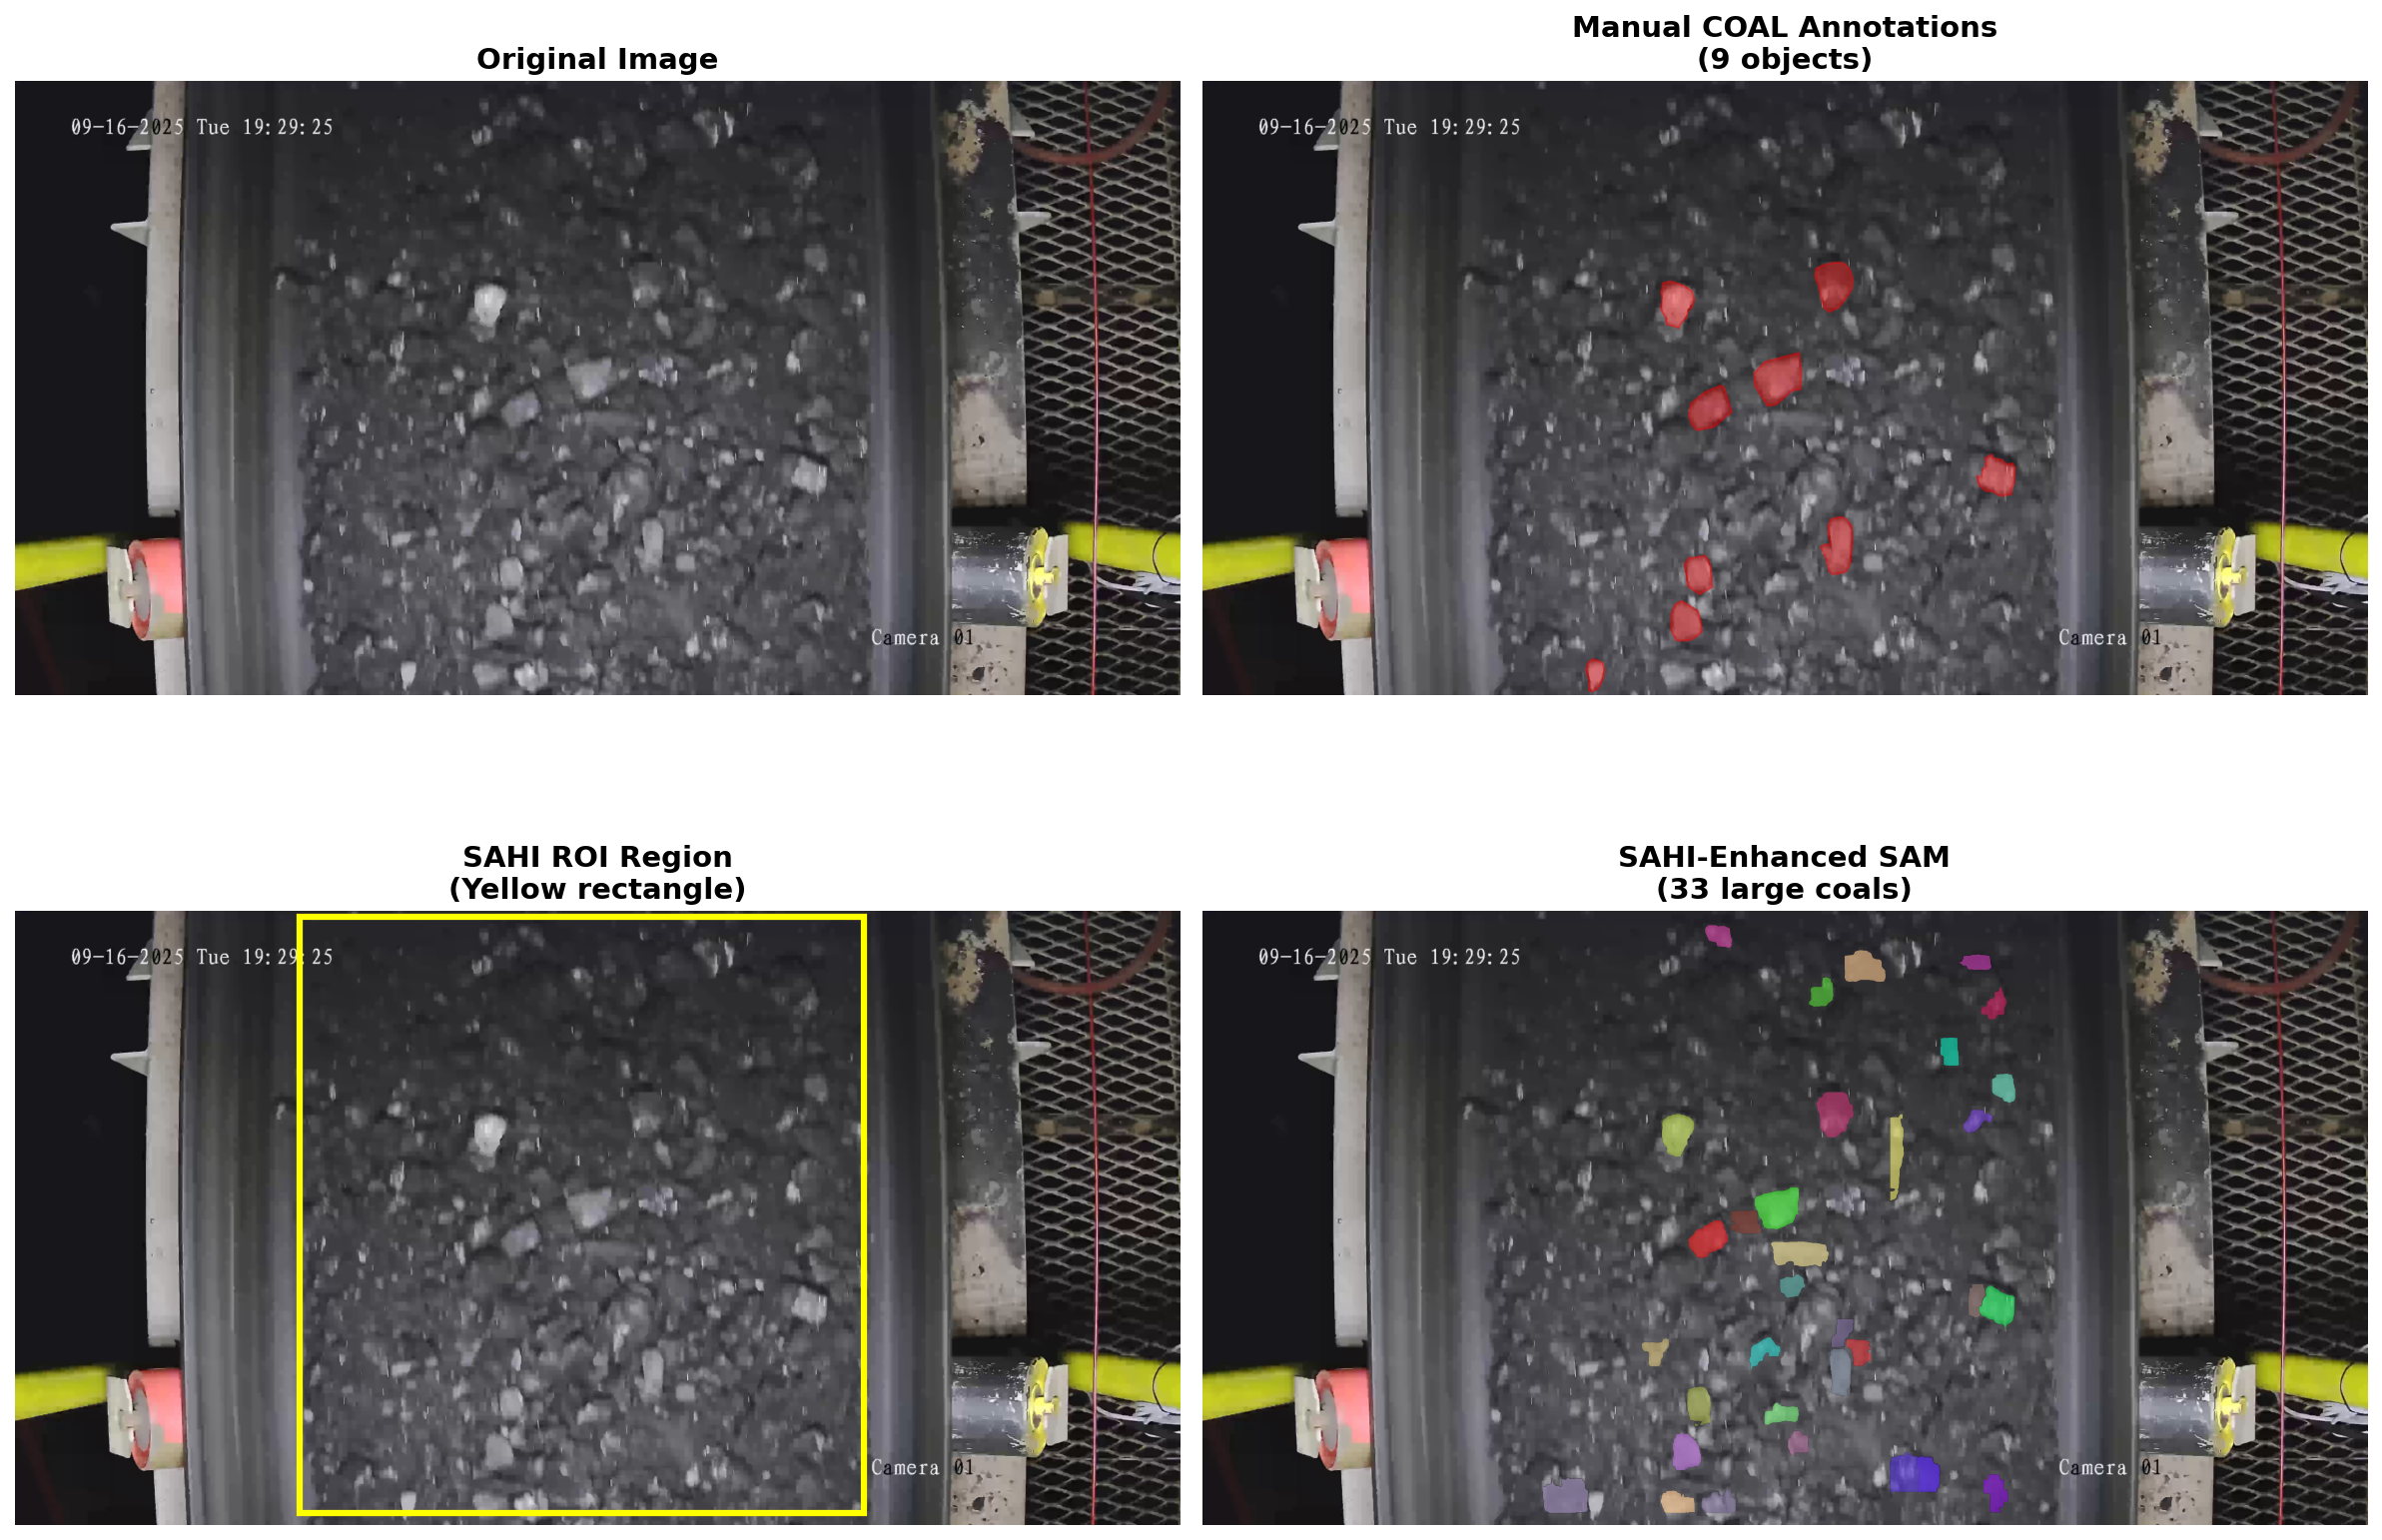 Original Image
09-16-2025 Tue 19:29:25
Camera 01
Manual COAL Annotations
(9 objects)
09-16-2025 Tue 19:29:25
Camera 01
SAHI ROI Region
(Yellow rectangle)
09-16-2025 Tue 19:29:25
Camera 01
SAHI-Enhanced SAM
(33 large coals)
09-16-2025 Tue 19:29:25
Camera 01